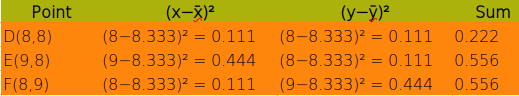 Point (x−x̄)² (y−ȳ)² Sum
D(8,8) (8−8.333)² = 0.111 (8−8.333)² = 0.111 0.222
E(9,8) (9−8.333)² = 0.444 (8−8.333)² = 0.111 0.556
F(8,9) (8−8.333)² = 0.111 (9−8.333)² = 0.444 0.556